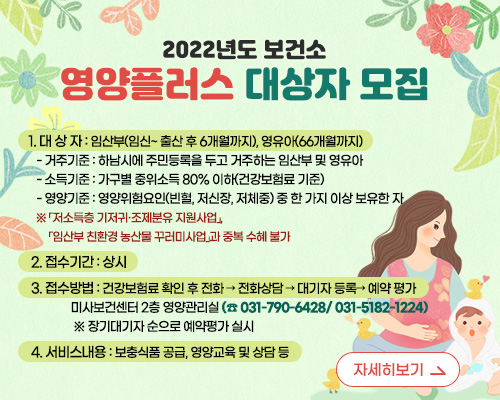 2022년도 보건소
영양플러스 대상자 모집
1. 대 상 자 : 임산부(임신~ 출산 후 6개월까지), 영유아(66개월까지)
- 거주기준 : 하남시에 주민등록을 두고 거주하는 임산부 및 영유아
- 소득기준 : 가구별 중위소득 80% 이하(건강보험료 기준)
- 영양기준 : 영양위험요인(빈혈, 저신장, 저체중) 중 한 가지 이상 보유한 자
※ 「저소득층 기저귀·조제분유 지원사업」,
「임산부 친환경 농산물 꾸러미사업」과 중복 수혜 불가
2. 접수기간 : 상시
3. 접수방법 : 건강보험료 확인 후 전화 → 전화상담 → 대기자 등록 → 예약 평가
미사보건센터 2층 영양관리실 (☎ 031-790-6428/ 031-5182-1224)
※ 장기대기자 순으로 예약평가 실시
4. 서비스내용 : 보충식품 공급, 영양교육 및 상담 등
자세히보기 →